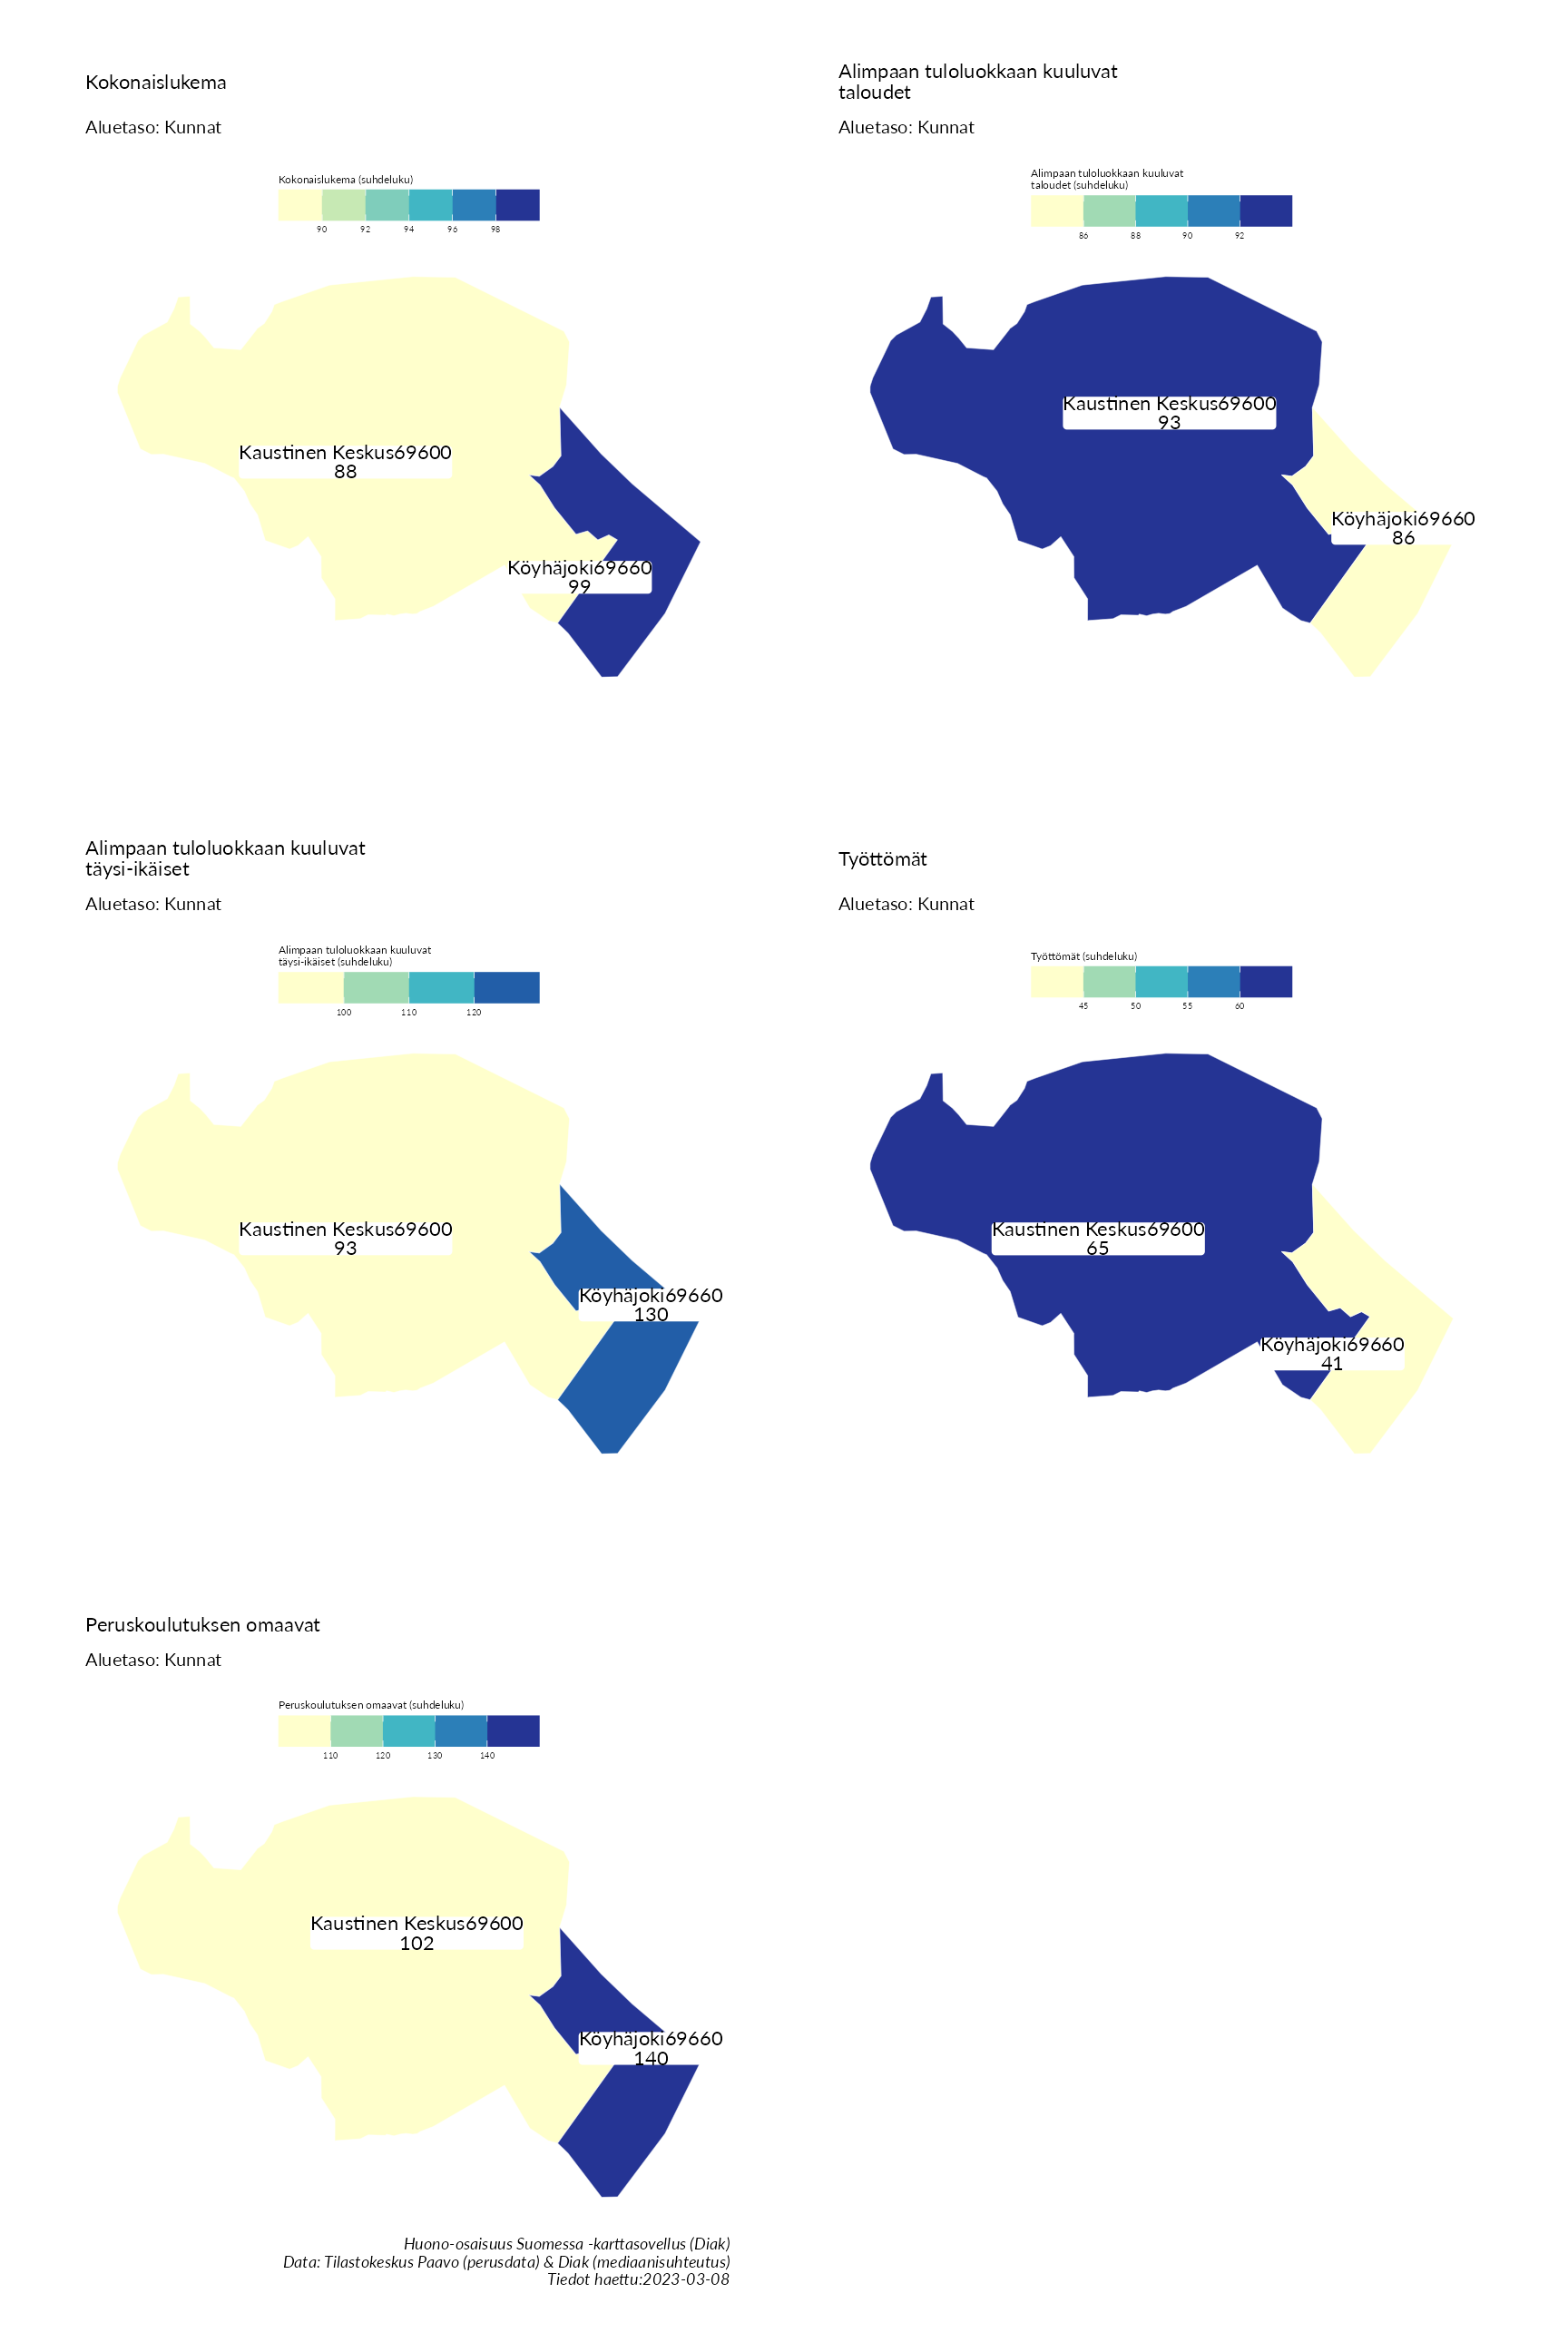 Kokonaislukema
Aluetaso: Kunnat
Kokonaislukema (suhdeluku)
90 92 94 96 98
Kaustinen Keskus69600
88
Köyhäjoki69660
99
Alimpaan tuloluokkaan kuuluvat
taloudet
Aluetaso: Kunnat
Alimpaan tuloluokkaan kuuluvat
taloudet (suhdeluku)
86 88 90 92
Kaustinen Keskus69600
93
Köyhäjoki69660
86
Alimpaan tuloluokkaan kuuluvat
täysi-ikäiset
Aluetaso: Kunnat
Alimpaan tuloluokkaan kuuluvat
täysi-ikäiset (suhdeluku)
100 110 120
Kaustinen Keskus69600
93
Köyhäjoki69660
130
Työttömät
Aluetaso: Kunnat
Työttömät (suhdeluku)
45 50 55 60
Kaustinen Keskus69600
65
Köyhäjoki69660
41
Peruskoulutuksen omaavat
Aluetaso: Kunnat
Peruskoulutuksen omaavat (suhdeluku)
110 120 130 140
Kaustinen Keskus69600
102
Köyhäjoki69660
140
Huono-osaisuus Suomessa -karttasovellus (Diak)
Data: Tilastokeskus Paavo (perusdata) & Diak (mediaanisuhteutus)
Tiedot haettu:2023-03-08